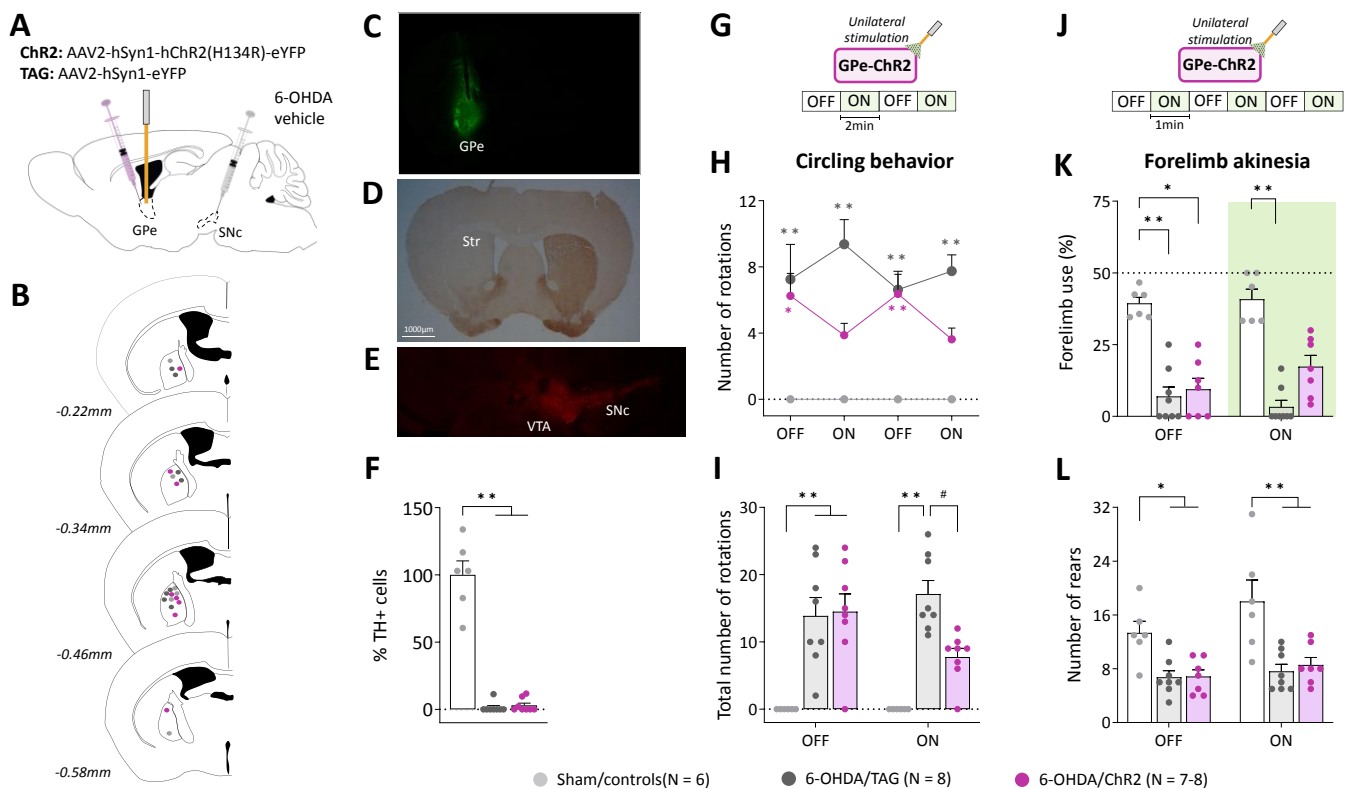 A
ChR2: AAV2-hSyn1-hChR2(H134R)-eYFP
TAG: AAV2-hSyn1-eYFP
6-OHDA
vehicle
GPe
SNc
B
-0.22mm
-0.34mm
-0.46mm
-0.58mm
C
GPe
D
Str
1000µm
E
VTA
SNc
F
% TH+ cells
150
100
50
0
**
G
Unilateral
stimulation
GPe-ChR2
OFF ON OFF ON
2min
H
Circling behavior
Number of rotations
12
8
4
0
** ** ** **
* **
OFF ON OFF ON
I
Total number of rotations
30
20
10
0
** ** #
OFF ON
J
Unilateral
stimulation
GPe-ChR2
OFF ON OFF ON OFF ON
1min
K
Forelimb akinesia
Forelimb use (%)
75
50
25
0
* **
**
OFF ON
L
Number of rears
32
24
16
8
0
* **
OFF ON
Sham/controls(N = 6) 6-OHDA/TAG (N = 8) 6-OHDA/ChR2 (N = 7-8)